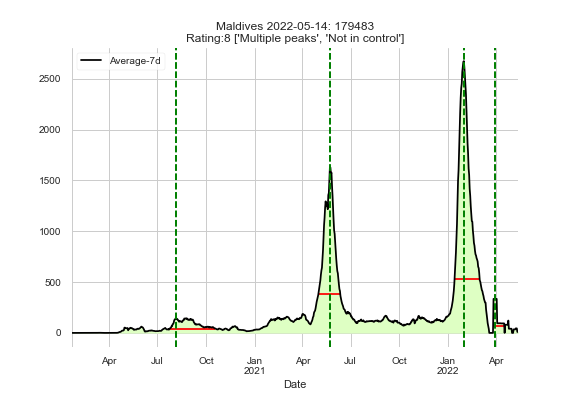 Maldives 2022-05-14: 179483
Rating:8 ['Multiple peaks', 'Not in control']
Average-7d
2500
2000
1500
1000
500
0
Apr Jul Oct Jan Apr Jul Oct Jan Apr
2021 2022
Date